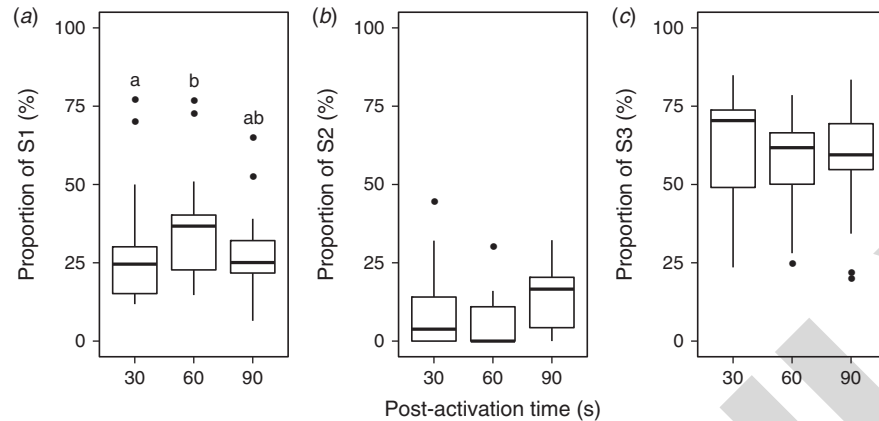 (a)
(b)
(c)
Proportion of S1 (%)
100
75
50
25
0
a
b
ab
30 60 90
Proportion of S2 (%)
100
75
50
25
0
30 60 90
Proportion of S3 (%)
100
75
50
25
0
30 60 90
Post-activation time (s)